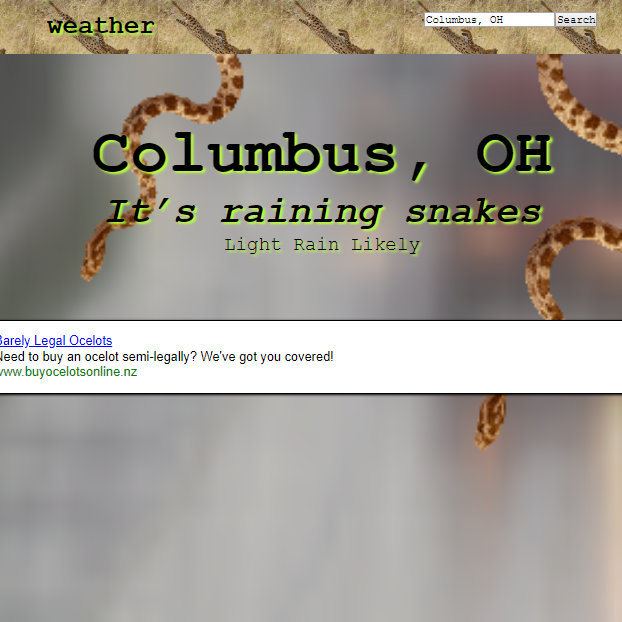 weather
Columbus, OH
Search
Columbus, OH
It's raining snakes
Light Rain Likely
Barely Legal Ocelots
Need to buy an ocelot semi-legally? We've got you covered!
www.buyocelotsonline.nz